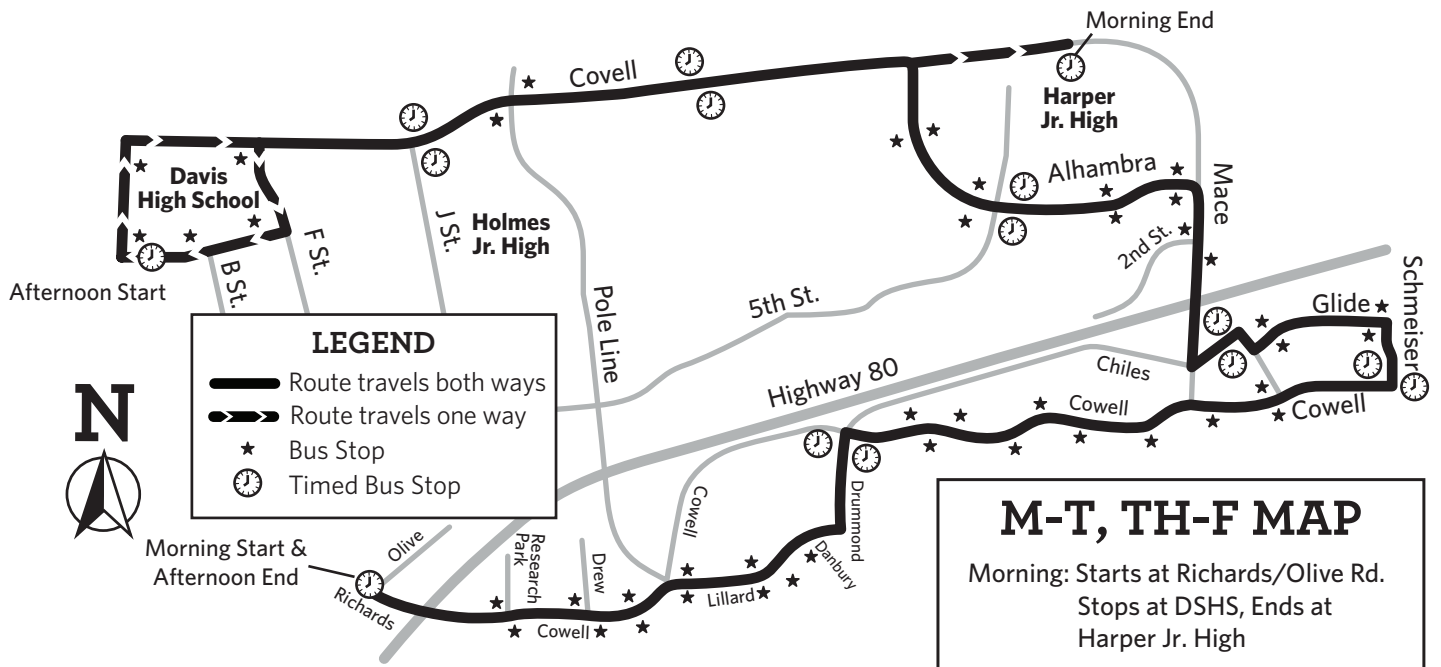 Morning End
Covell
Harper
Jr. High
Davis
High School
Alhambra
Mace
J St.
Holmes
Jr. High
F St.
B St.
2nd St.
Afternoon Start
Schmeiser
Glide
Pole Line
5th St.
LEGEND
Route travels both ways
Route travels one way
Bus Stop
Timed Bus Stop
Highway 80
Chiles
Cowell
Cowell
N
Drummond
Cowell
Danbury
Morning Start &
Afternoon End
Olive
Research
Park
Drew
Richards
Lillard
Cowell
M-T, TH-F MAP
Morning: Starts at Richards/Olive Rd.
Stops at DSHS, Ends at
Harper Jr. High